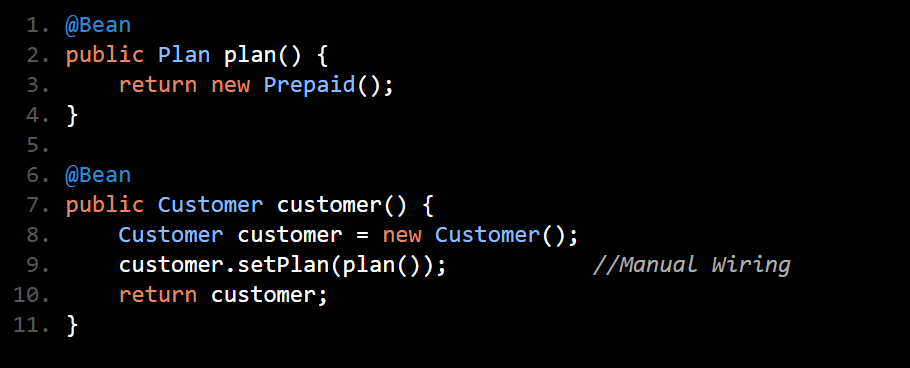 1. @Bean
2. public Plan plan() {
3.     return new Prepaid();
4. }
5.
6. @Bean
7. public Customer customer() {
8.     Customer customer = new Customer();
9.     customer.setPlan(plan());           //Manual Wiring
10.     return customer;
11. }